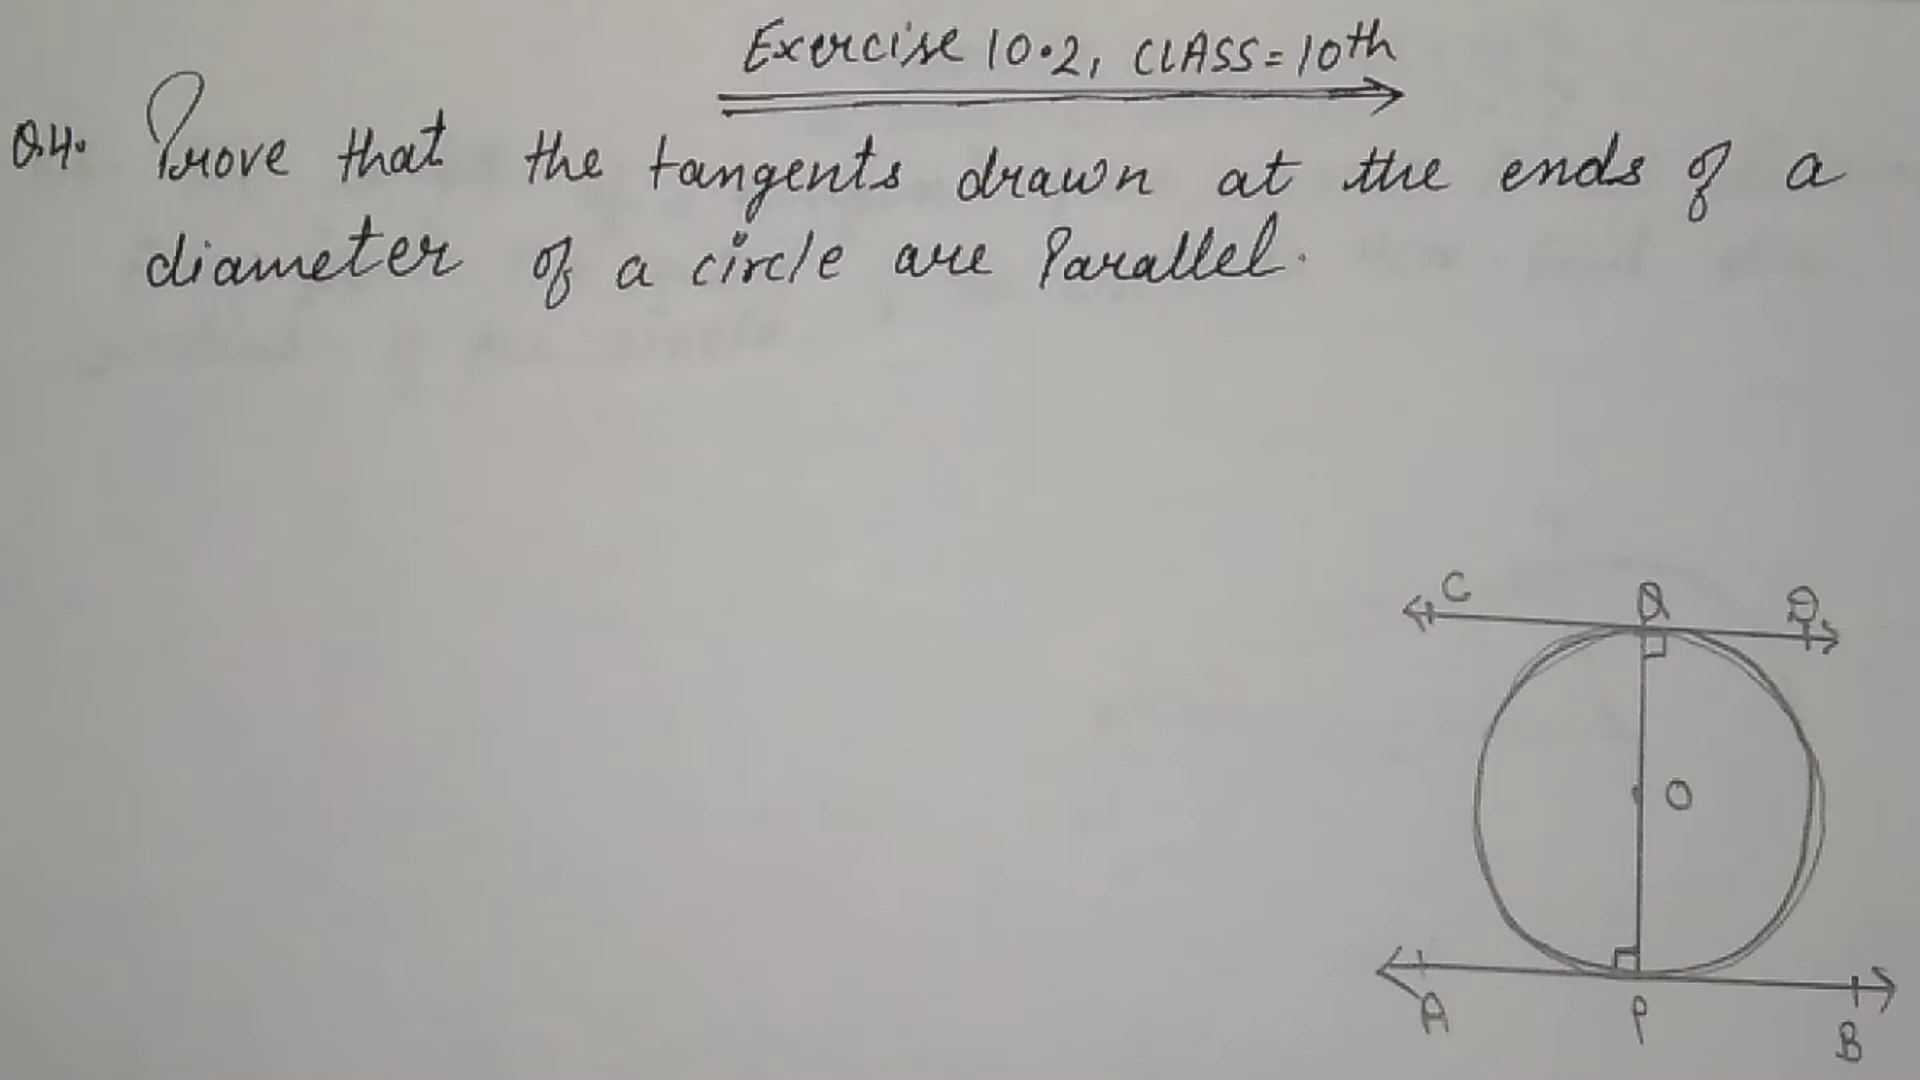 Exercise 10.2, CLASS=10th
Q4. Prove that the tangents drawn at the ends of a
diameter of a circle are Parallel.
C Q D
O
A P B